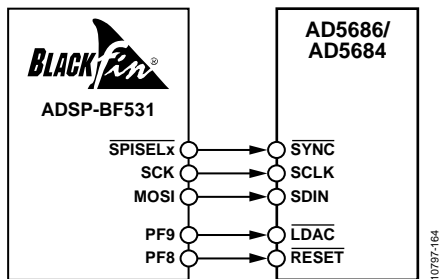 BLACKfin®
ADSP-BF531
SPISELx
SCK
MOSI
PF9
PF8
AD5686/
AD5684
SYNC
SCLK
SDIN
LDAC
RESET
10797-164